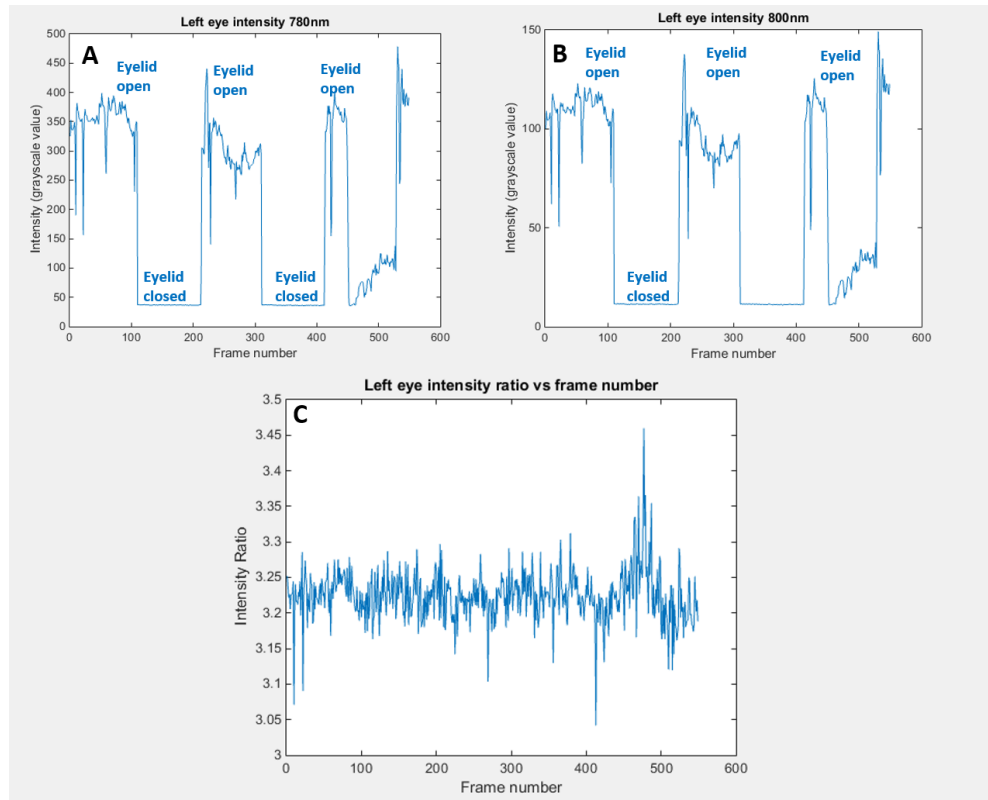 Left eye intensity 780nm
A
Intensity (grayscale value)
500
450
400
350
300
250
200
150
100
50
0
Eyelid
open
Eyelid
open
Eyelid
open
Eyelid
closed
Eyelid
closed
0 100 200 300 400 500 600
Frame number
Left eye intensity 800nm
B
Intensity (grayscale value)
150
100
50
0
Eyelid
open
Eyelid
open
Eyelid
open
Eyelid
closed
0 100 200 300 400 500 600
Frame number
Left eye intensity ratio vs frame number
C
Intensity Ratio
3.5
3.45
3.4
3.35
3.3
3.25
3.2
3.15
3.1
3.05
3
0 100 200 300 400 500 600
Frame number